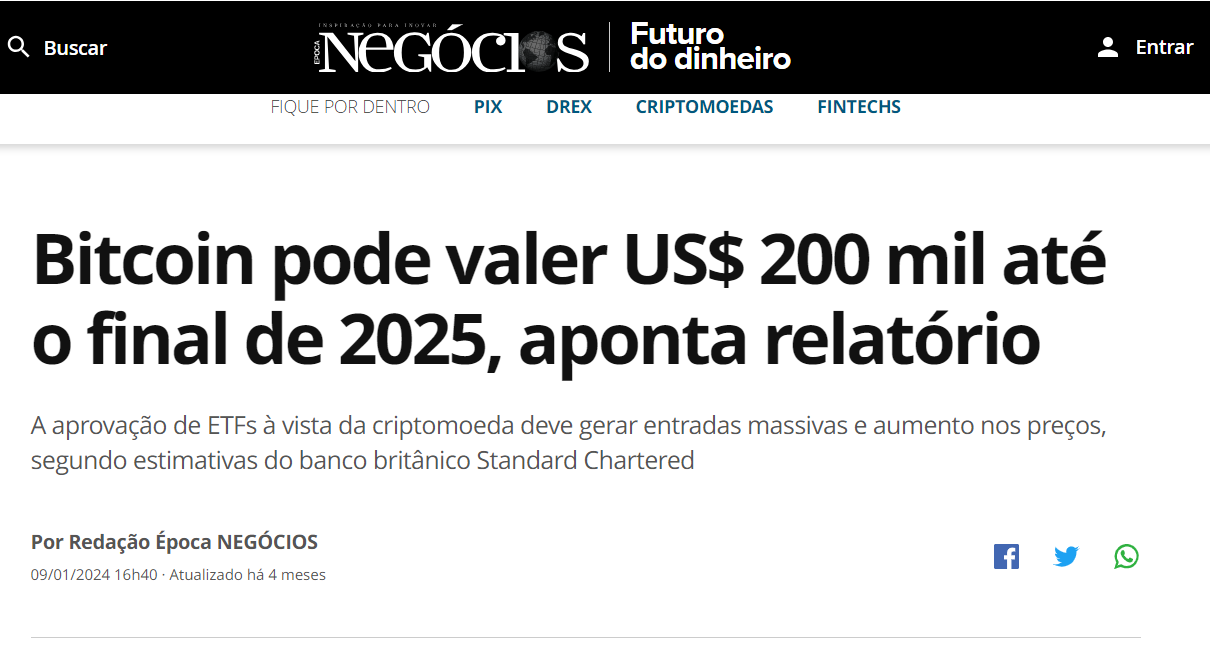 Buscar
INSPIRAÇÃO PARA INOVAR
ÉPOCA
NEGÓCIOS
Futuro
do dinheiro
Entrar
FIQUE POR DENTRO PIX DREX CRIPTOMOEDAS FINTECHS
Bitcoin pode valer US$ 200 mil até
o final de 2025, aponta relatório
A aprovação de ETFs à vista da criptomoeda deve gerar entradas massivas e aumento nos preços,
segundo estimativas do banco britânico Standard Chartered
Por Redação Época NEGÓCIOS
09/01/2024 16h40 · Atualizado há 4 meses